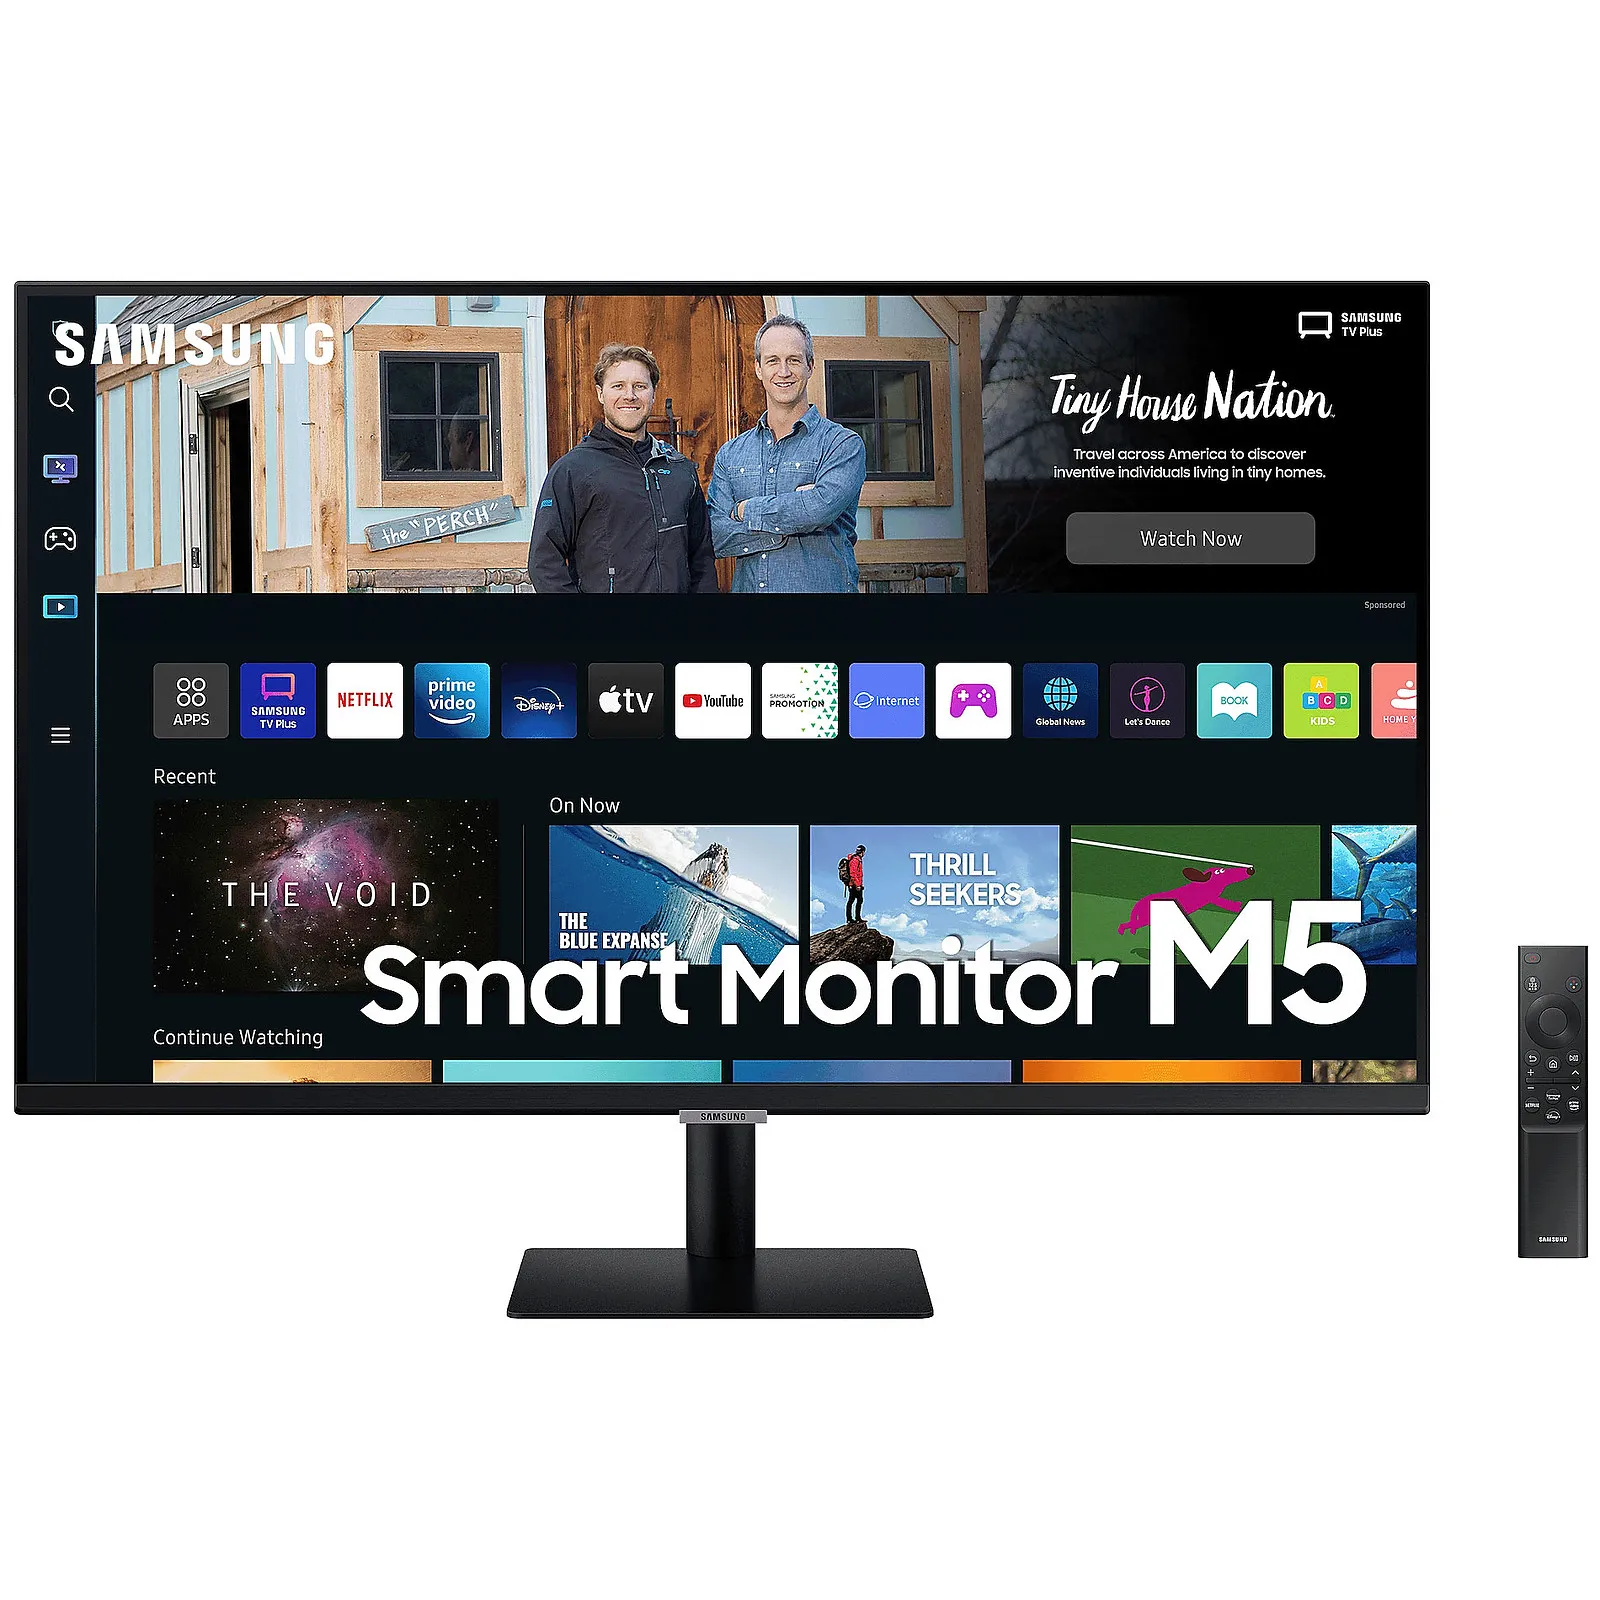 SAMSUNG
SAMSUNG
TV Plus
the "PERCH"
Tiny House Nation
Travel across America to discover
inventive individuals living in tiny homes.
Watch Now
Sponsored
APPS
SAMSUNG
TV Plus
NETFLIX
prime
video
Disney+
tv
YouTube
SAMSUNG
PROMOTION
Internet
Global News
Let's Dance
BOOK
A
B C D
KIDS
HOME Y
Recent
On Now
THE VOID
THE
BLUE EXPANSE
THRILL
SEEKERS
Smart Monitor M5
Continue Watching
SAMSUNG
SAMSUNG